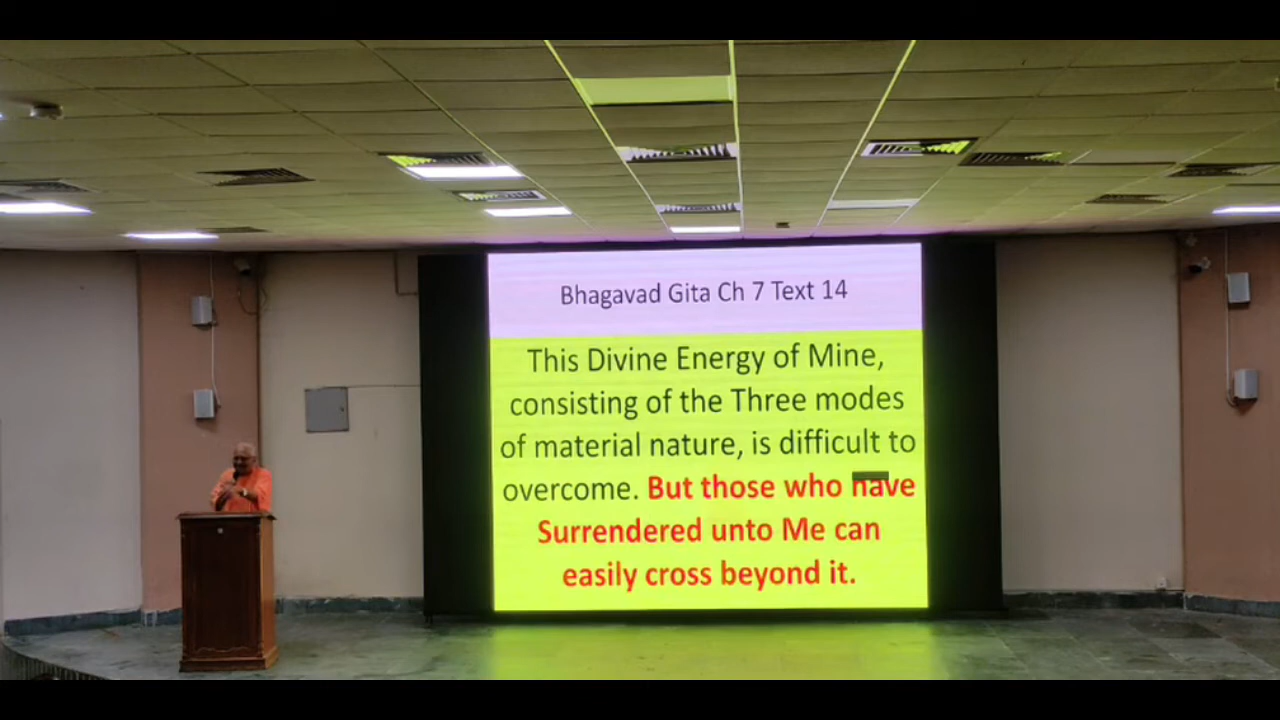 Bhagavad Gita Ch 7 Text 14
This Divine Energy of Mine,
consisting of the Three modes
of material nature, is difficult to
overcome. But those who have
Surrendered unto Me can
easily cross beyond it.